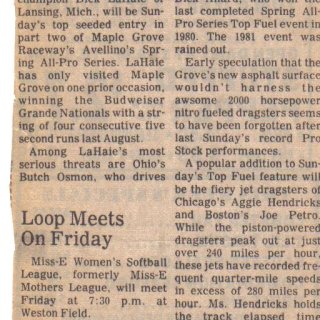 champion Dick LaHaie of
Lansing, Mich., will be Sun-
day's top seeded entry in
part two of Maple Grove
Raceway's Avellino's Spr-
ing All-Pro Series. LaHaie
has only visited Maple
Grove on one prior occasion,
winning the Budweiser
Grande Nationals with a str-
ing of four consecutive five
second runs last August.
Among LaHaie's most
serious threats are Ohio's
Butch Osmon, who drives
Loop Meets
On Friday
Miss-E Women's Softball
League, formerly Miss-E
Mothers League, will meet
Friday at 7:30 p.m. at
Weston Field.
last completed Spring All-
Pro Series Top Fuel event in
1980. The 1981 event was
rained out.
Early speculation that the
Grove's new asphalt surface
wouldn't harness the
awsome 2000 horsepower
nitro fueled dragsters seems
to have been forgotten after
last Sunday's record Pro
Stock performances.
A popular addition to Sun-
day's Top Fuel feature will
be the fiery jet dragsters of
Chicago's Aggie Hendricks
and Boston's Joe Petro.
While the piston-powered
dragsters peak out at just
over 240 miles per hour,
these jets have recorded fre-
quent quarter-mile speeds
in excess of 280 miles per
hour. Ms. Hendricks holds
the track elapsed time